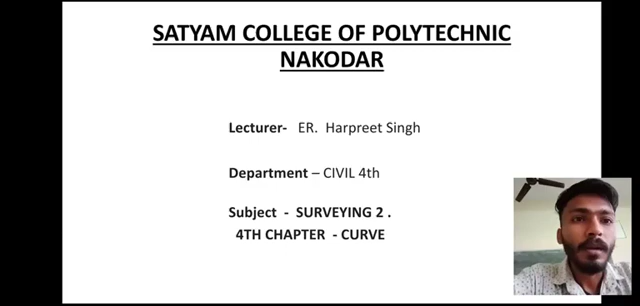 SATYAM COLLEGE OF POLYTECHNIC
NAKODAR
Lecturer- ER. Harpreet Singh
Department – CIVIL 4th
Subject - SURVEYING 2 .
4TH CHAPTER - CURVE